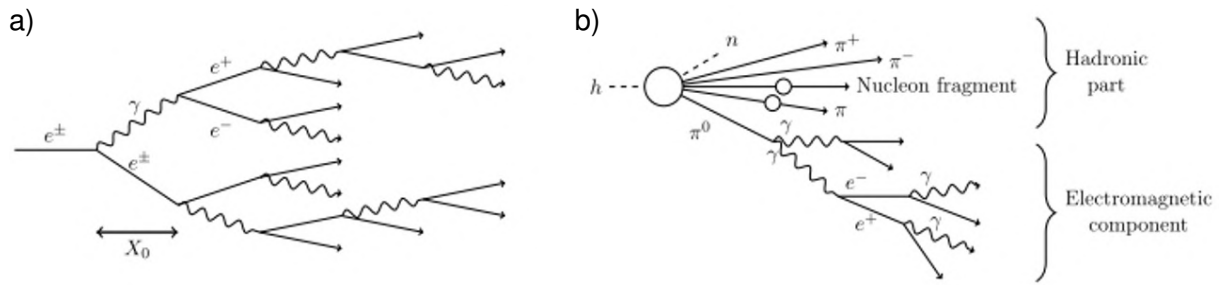 a)
e±
γ
e+
e−
e±
X₀
b)
h
n
π+
π−
Nucleon fragment
π
π⁰
γ
γ
e−
γ
e+
γ
Hadronic
part
Electromagnetic
component